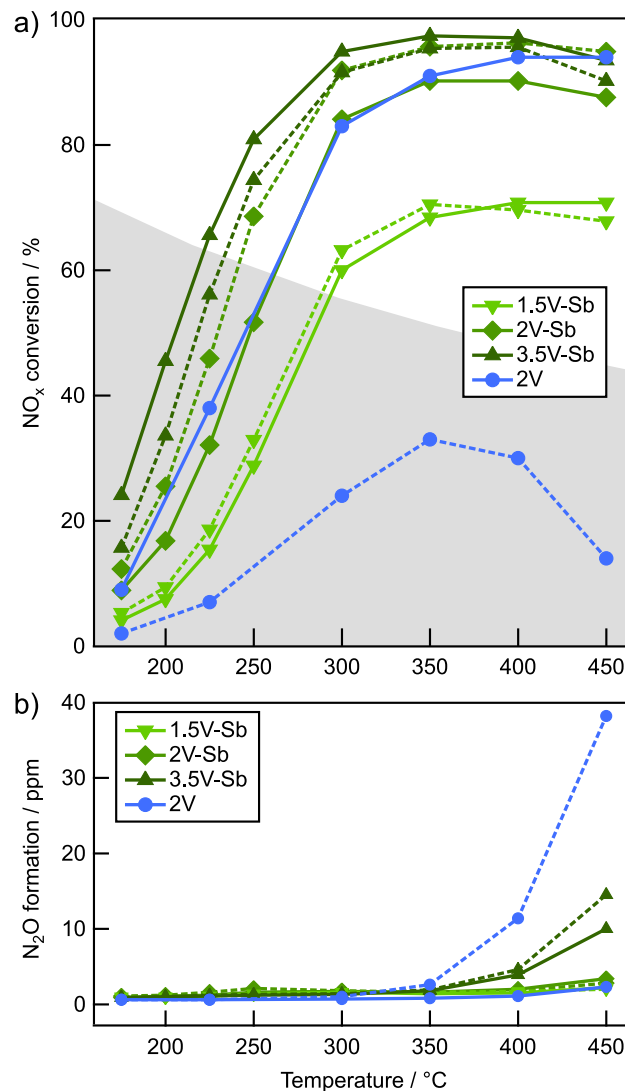 a)
100
80
60
40
20
0
NOₓ conversion / %
1.5V-Sb
2V-Sb
3.5V-Sb
2V
200 250 300 350 400 450
b)
40
30
20
10
0
N₂O formation / ppm
1.5V-Sb
2V-Sb
3.5V-Sb
2V
200 250 300 350 400 450
Temperature / °C